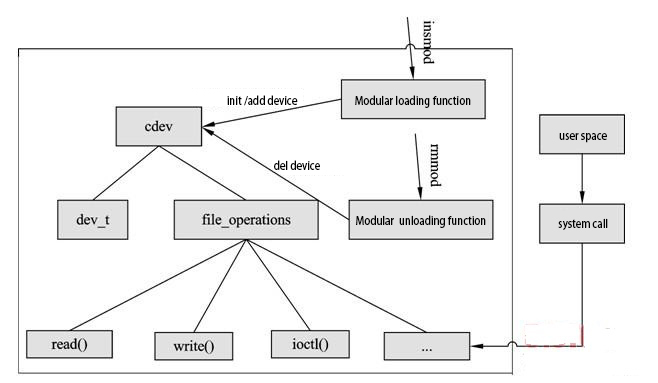 insmod
Modular loading function
init /add device
cdev
user space
rmmod
del device
dev_t
file_operations
Modular unloading function
system call
read()
write()
ioctl()
...